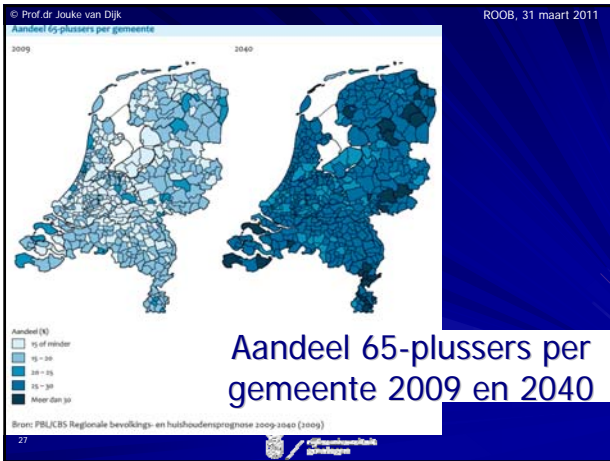 © Prof.dr Jouke van Dijk
ROOB, 31 maart 2011
Aandeel 65-plussers per gemeente
2009
2040
Aandeel (%)
15 of minder
15 – 20
20 – 25
25 – 30
Meer dan 30
Aandeel 65-plussers per
gemeente 2009 en 2040
Bron: PBL/CBS Regionale bevolkings- en huishoudensprognose 2009-2040 (2009)
27
rijksuniversiteit
groningen